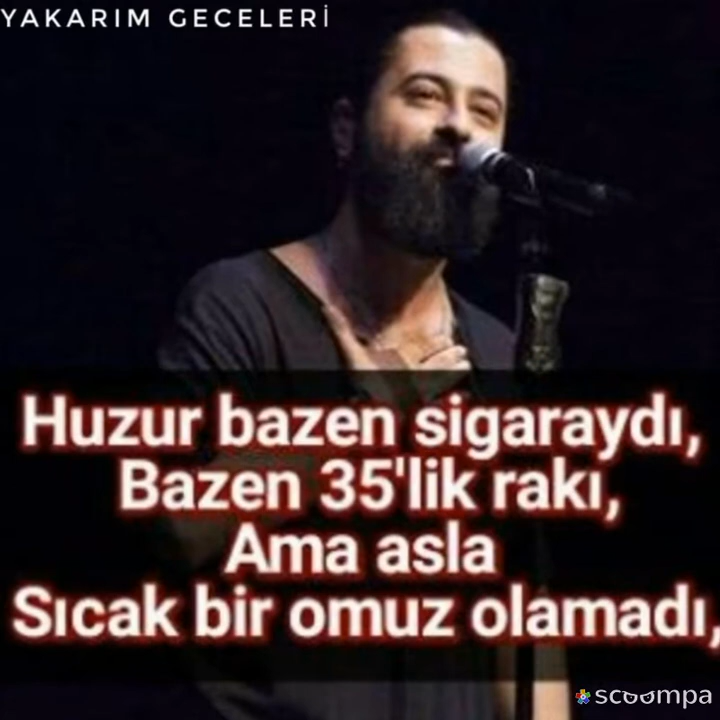 YAKARIM GECELERİ
Huzur bazen sigaraydı,
Bazen 35'lik rakı,
Ama asla
Sıcak bir omuz olamadı,
scoompa